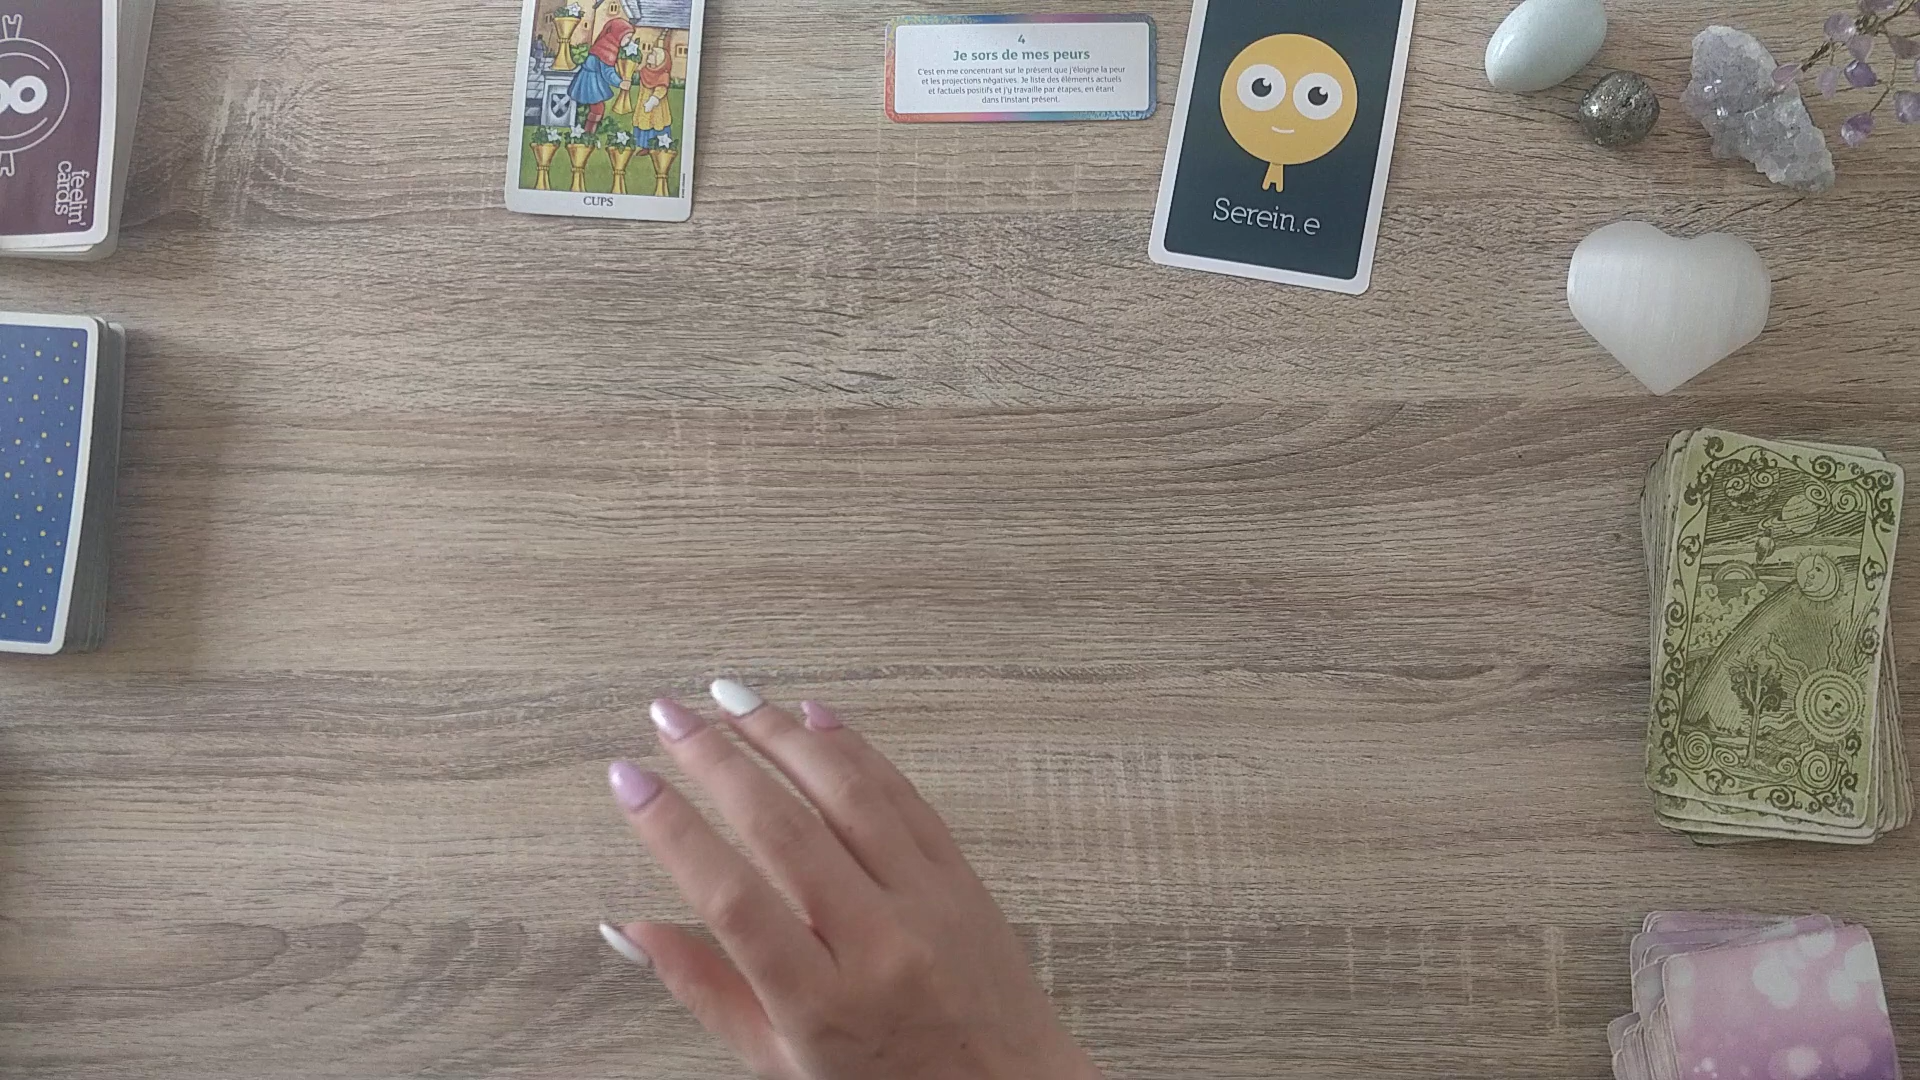 8
feelin'
cards
CUPS
4
Je sors de mes peurs
C'est en me concentrant sur le présent que j'éloigne la peur
et les projections négatives. Je liste des éléments actuels
et factuels positifs et j'y travaille par étapes, en étant
dans l'instant présent.
Serein.e